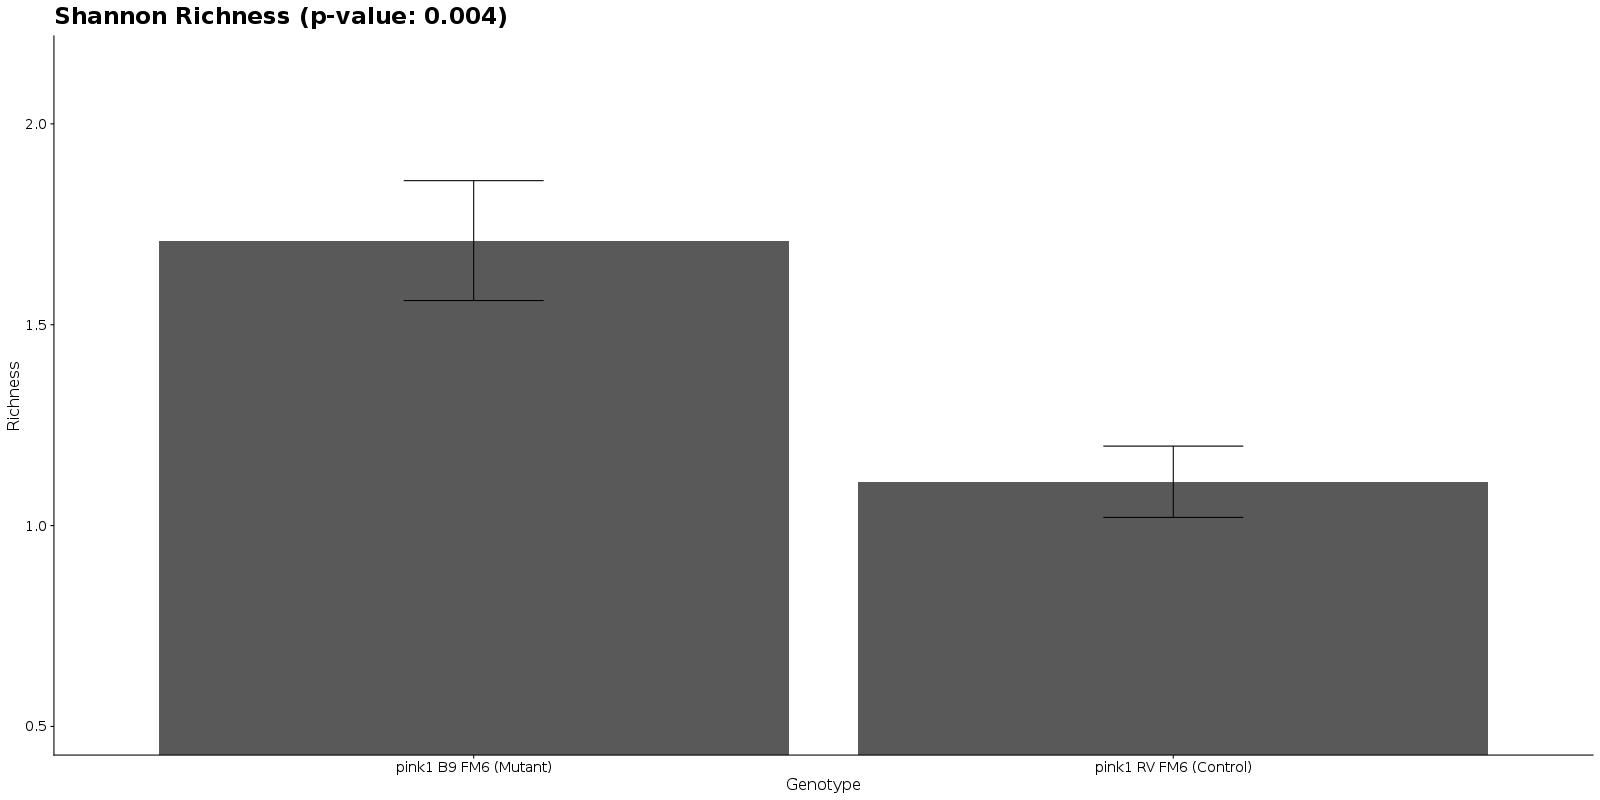 Shannon Richness (p-value: 0.004)
2.0
1.5
1.0
0.5
Richness
pink1 B9 FM6 (Mutant)
pink1 RV FM6 (Control)
Genotype